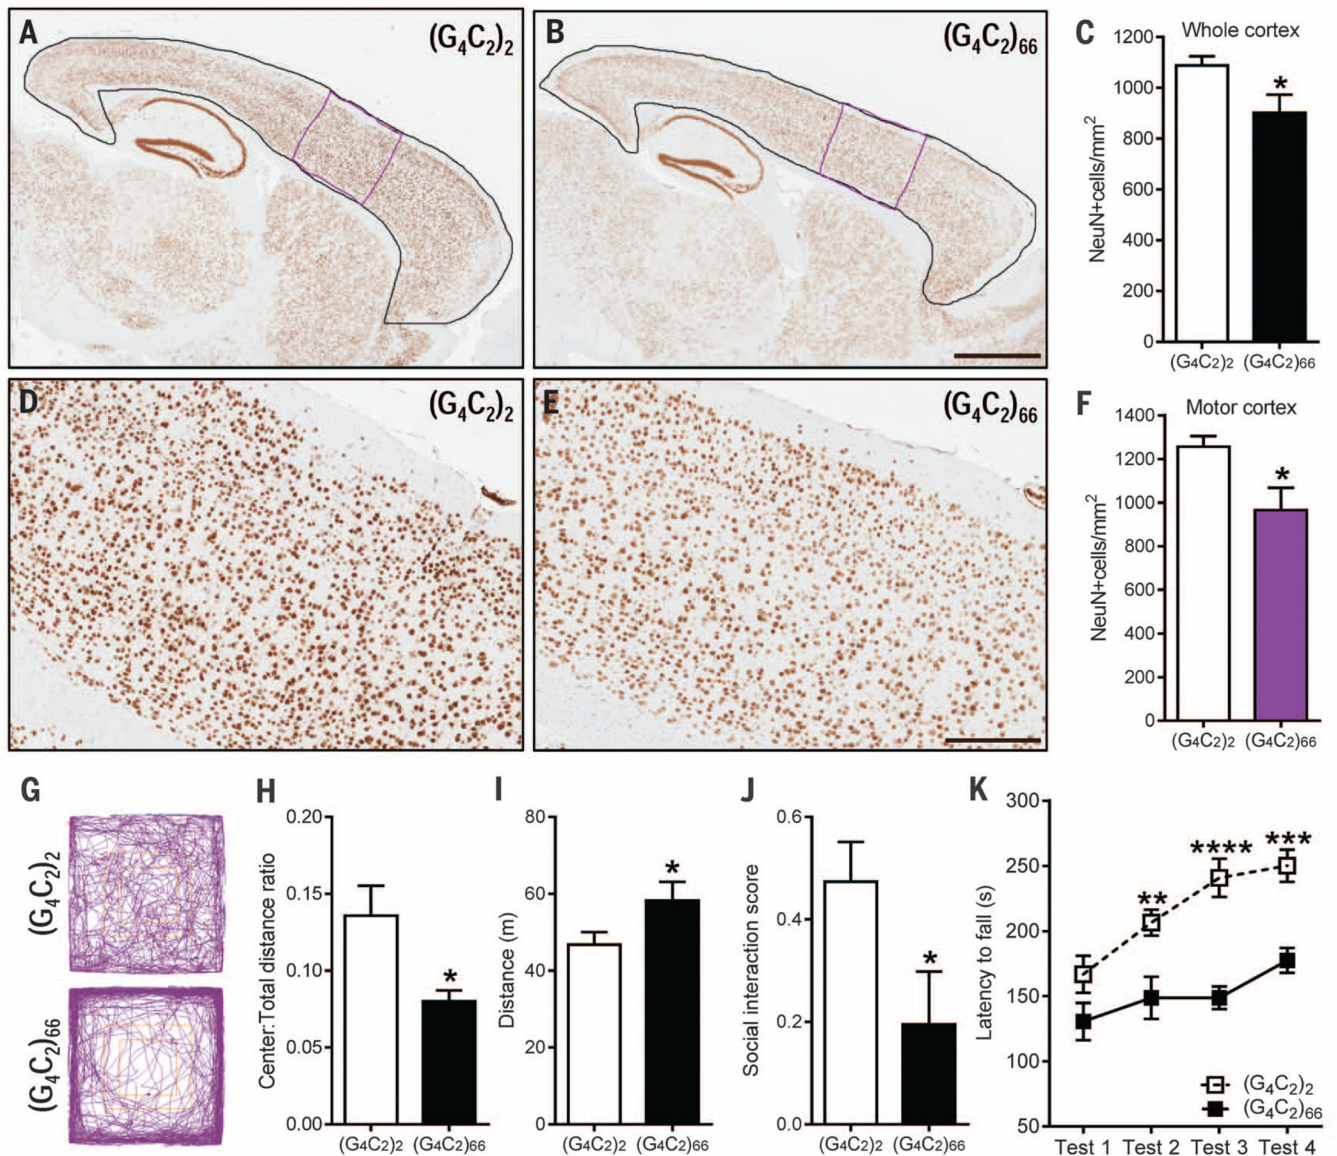 A
(G4C2)2
B
(G4C2)66
C
Whole cortex
NeuN+cells/mm2
1200
1000
800
600
400
200
0
(G4C2)2 (G4C2)66
*
D
(G4C2)2
E
(G4C2)66
F
Motor cortex
NeuN+cells/mm2
1400
1200
1000
800
600
400
200
0
(G4C2)2 (G4C2)66
*
G
(G4C2)2
(G4C2)66
H
Center:Total distance ratio
0.20
0.15
0.10
0.05
0.00
(G4C2)2 (G4C2)66
*
I
Distance (m)
80
60
40
20
0
(G4C2)2 (G4C2)66
*
J
Social interaction score
0.6
0.4
0.2
0.0
(G4C2)2 (G4C2)66
*
K
Latency to fall (s)
300
250
200
150
100
50
**
****
***
(G4C2)2
(G4C2)66
Test 1 Test 2 Test 3 Test 4